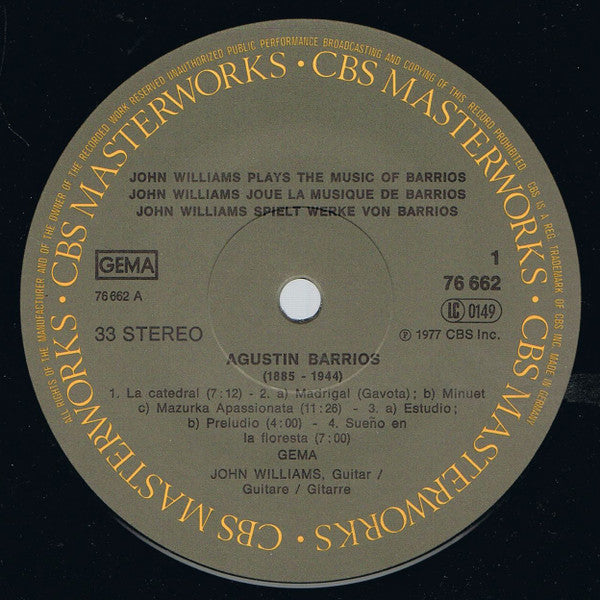 ALL RIGHTS OF THE MANUFACTURER AND OF THE OWNER OF THE RECORDED WORK RESERVED UNAUTHORIZED PUBLIC PERFORMANCE BROADCASTING AND COPYING OF THIS RECORD PROHIBITED CBS IS A REG. TRADEMARK OF CBS INC. MADE IN GERMANY
CBS MASTERWORKS · CBS MASTERWORKS · CBS MASTERWORKS · CBS MASTERWORKS · CBS MASTERWORKS ·
JOHN WILLIAMS PLAYS THE MUSIC OF BARRIOS
JOHN WILLIAMS JOUE LA MUSIQUE DE BARRIOS
JOHN WILLIAMS SPIELT WERKE VON BARRIOS
GEMA
76 662 A
33 STEREO
1
76 662
LC 0149
℗ 1977 CBS Inc.
AGUSTIN BARRIOS
(1885 - 1944)
1. La catedral (7:12) - 2. a) Madrigal (Gavota); b) Minuet
c) Mazurka Apassionata (11:26) - 3. a) Estudio;
b) Preludio (4:00) - 4. Sueño en
la floresta (7:00)
GEMA
JOHN WILLIAMS, Guitar /
Guitare / Gitarre